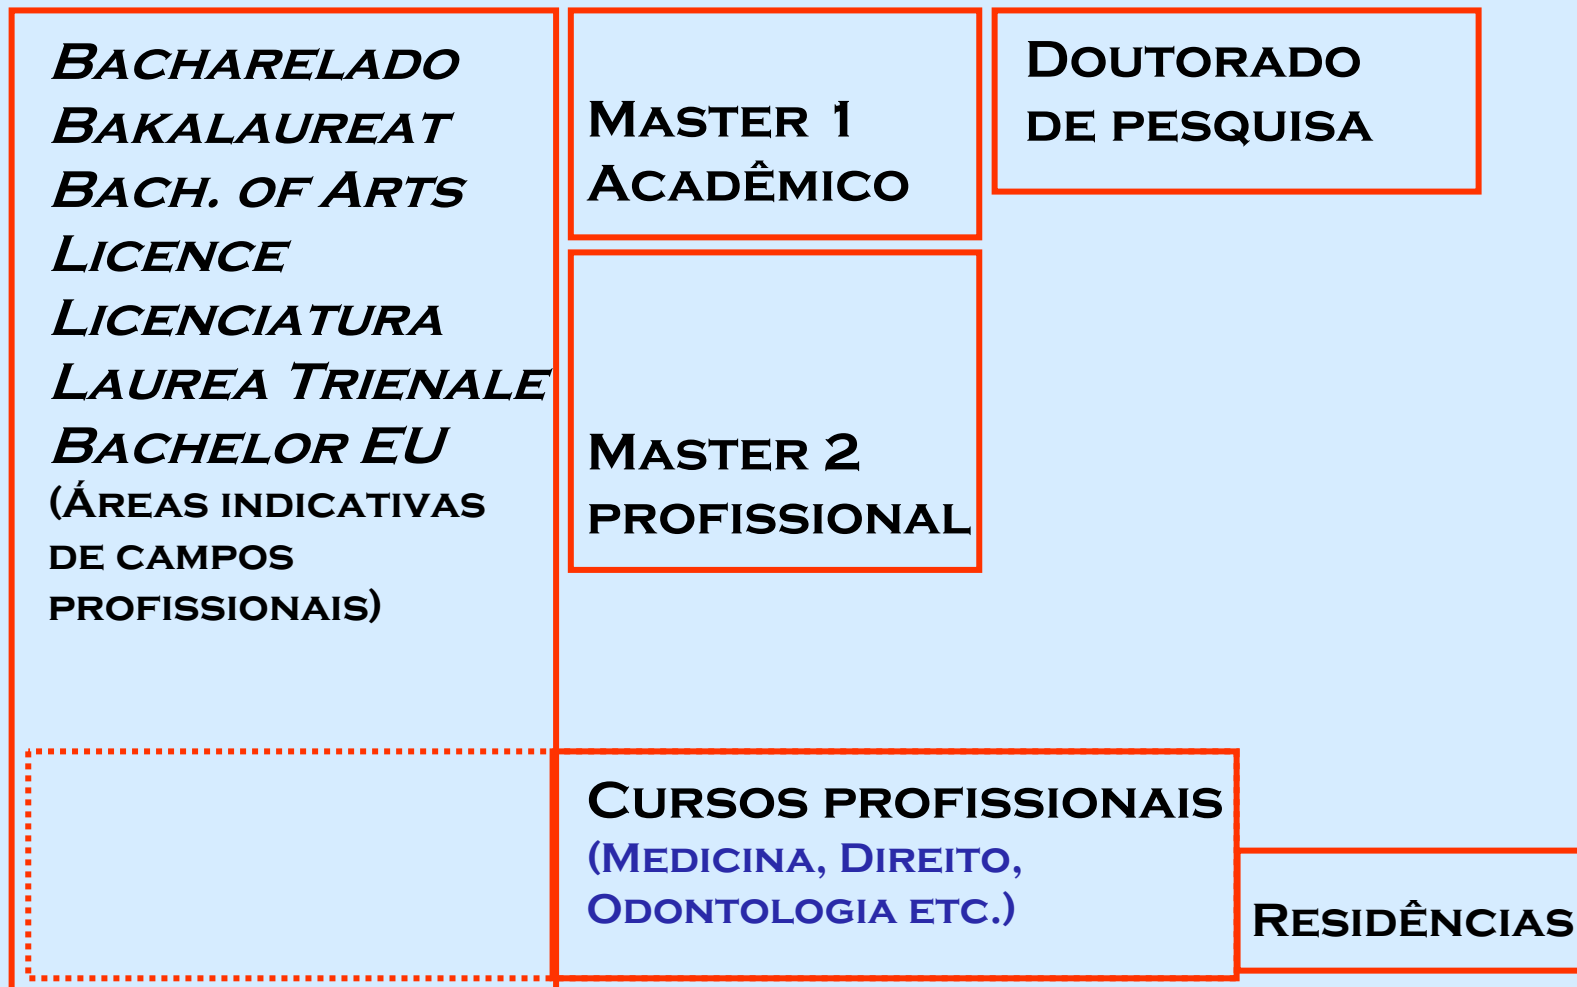 Bacharelado
Bakalaureat
Bach. of Arts
Licence
Licenciatura
Laurea Trienale
Bachelor EU
(Áreas indicativas
de campos
profissionais)
Master 1
Acadêmico
Master 2
profissional
Doutorado
de pesquisa
Cursos profissionais
(Medicina, Direito,
Odontologia etc.)
Residências